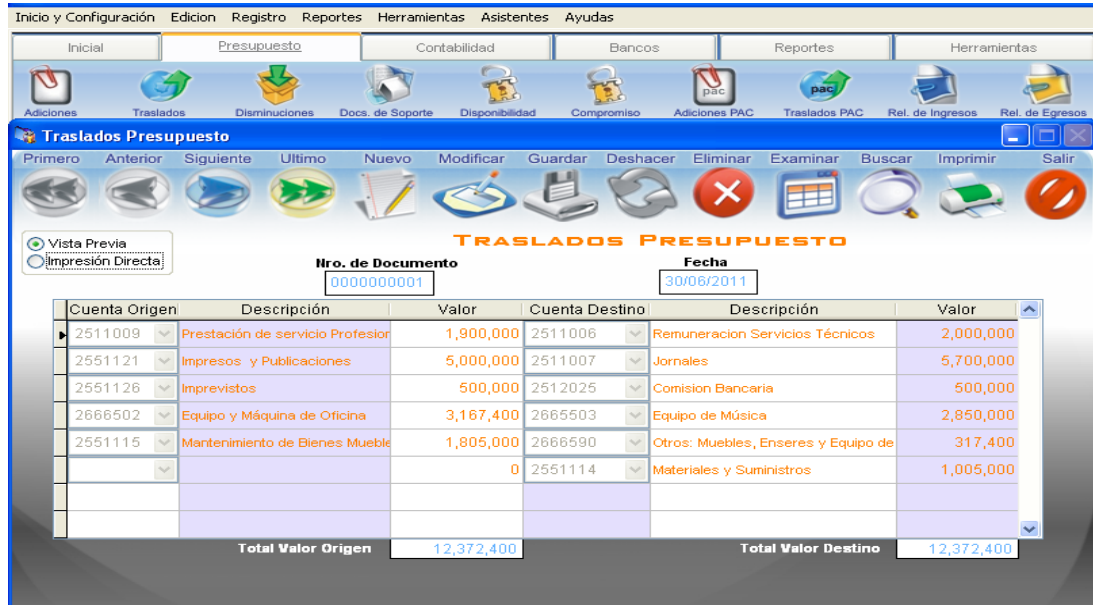 Inicio y Configuración Edicion Registro Reportes Herramientas Asistentes Ayudas
Inicial Presupuesto Contabilidad Bancos Reportes Herramientas
pac pac
Adiciones Traslados Disminuciones Docs. de Soporte Disponibilidad Compromiso Adiciones PAC Traslados PAC Rel. de Ingresos Rel. de Egresos
Traslados Presupuesto
Primero Anterior Siguiente Ultimo Nuevo Modificar Guardar Deshacer Eliminar Examinar Buscar Imprimir Salir
Vista Previa
Impresión Directa
TRASLADOS PRESUPUESTO
Nro. de Documento Fecha
0000000001 30/06/2011
Cuenta Origen Descripción Valor Cuenta Destino Descripción Valor
2511009 Prestación de servicio Profesion 1,900,000 2511006 Remuneracion Servicios Técnicos 2,000,000
2551121 Impresos y Publicaciones 5,000,000 2511007 Jornales 5,700,000
2551126 Imprevistos 500,000 2512025 Comision Bancaria 500,000
2666502 Equipo y Máquina de Oficina 3,167,400 2665503 Equipo de Música 2,850,000
2551115 Mantenimiento de Bienes Mueble 1,805,000 2666590 Otros: Muebles, Enseres y Equipo de 317,400
0 2551114 Materiales y Suministros 1,005,000
Total Valor Origen 12,372,400 Total Valor Destino 12,372,400